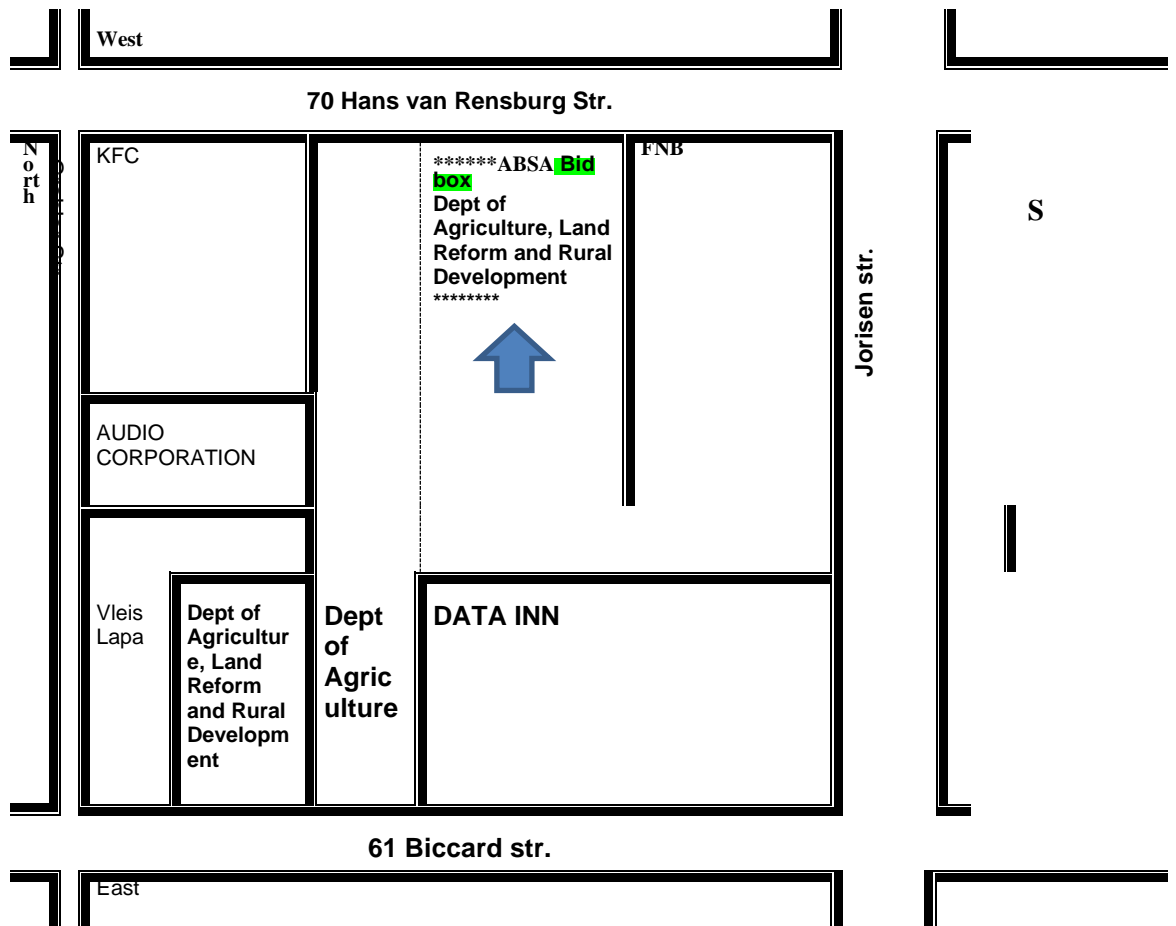 West
70 Hans van Rensburg Str.
N
o
rt
h
KFC
******ABSA Bid
box
Dept of
Agriculture, Land
Reform and Rural
Development
********
FNB
S
Jorisen str.
AUDIO
CORPORATION
Vleis
Lapa
Dept of
Agricultur
e, Land
Reform
and Rural
Developm
ent
Dept
of
Agric
ulture
DATA INN
61 Biccard str.
East